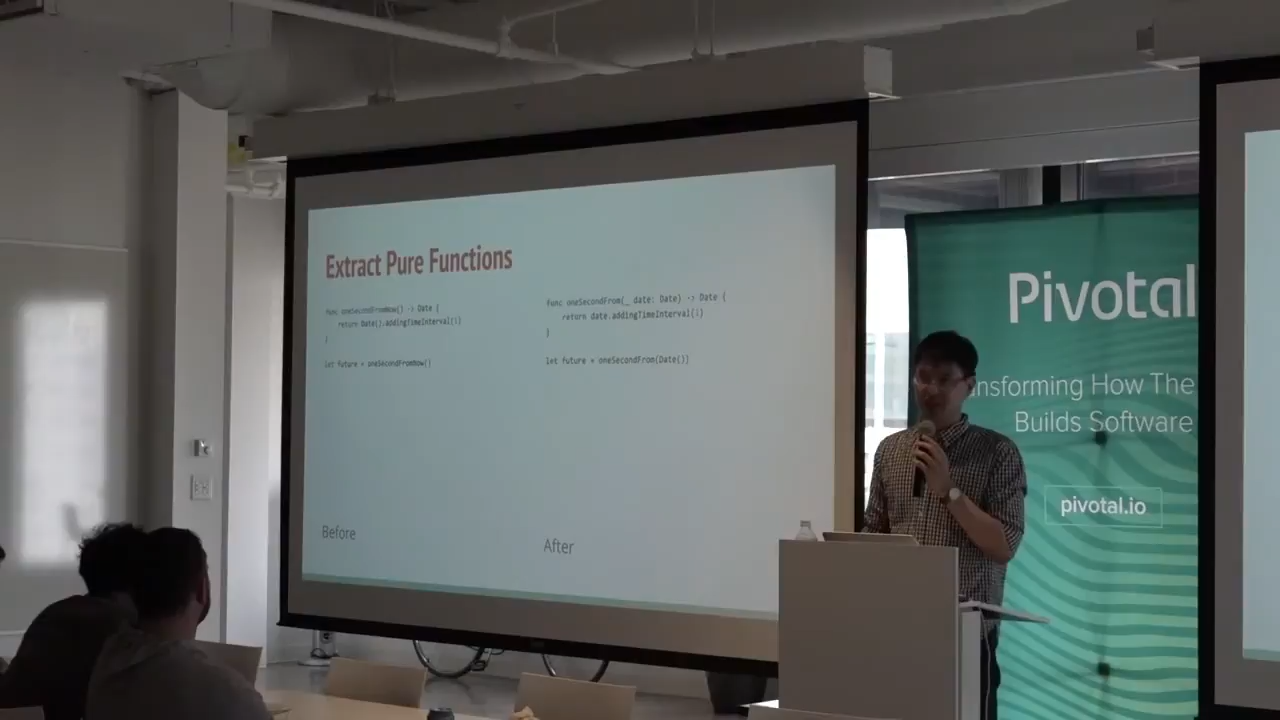 Extract Pure Functions
func oneSecondFromNow() -> Date {
return Date().addingTimeInterval(1)
}
let future = oneSecondFromNow()
Before
func oneSecondFrom(_ date: Date) -> Date {
return date.addingTimeInterval(1)
}
let future = oneSecondFrom(Date())
After
Pivotal
ansforming How The
Builds Software
pivotal.io